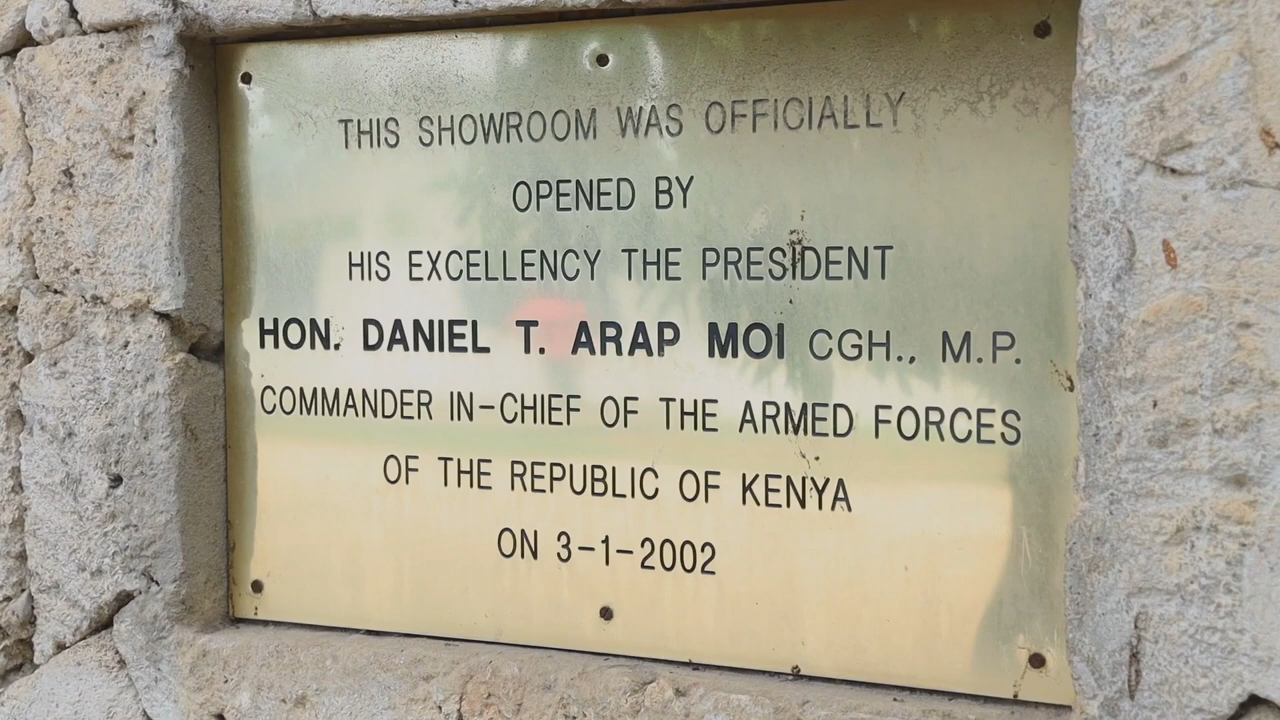 THIS SHOWROOM WAS OFFICIALLY
OPENED BY
HIS EXCELLENCY THE PRESIDENT
HON. DANIEL T. ARAP MOI CGH., M.P.
COMMANDER IN-CHIEF OF THE ARMED FORCES
OF THE REPUBLIC OF KENYA
ON 3-1-2002